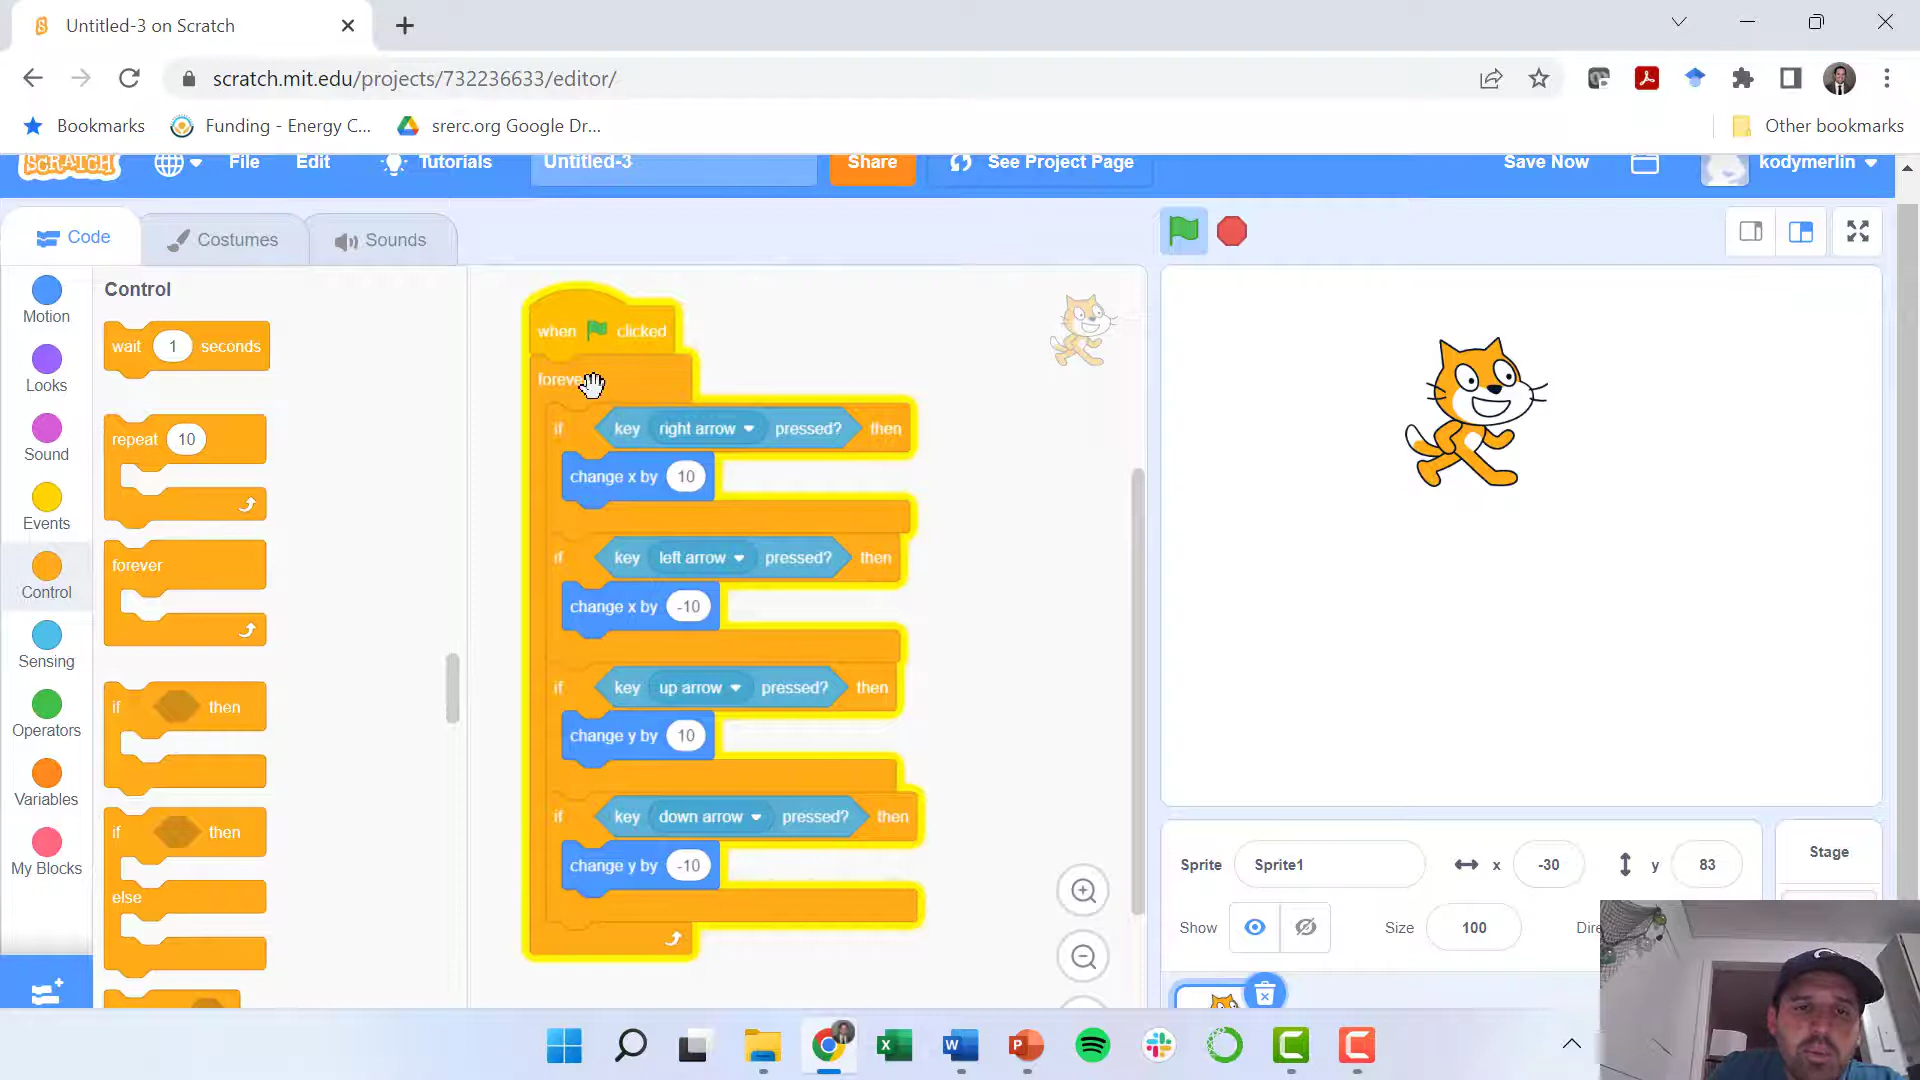 Untitled-3 on Scratch
scratch.mit.edu/projects/732236633/editor/
Bookmarks
Funding - Energy C...
srerc.org Google Dr...
Other bookmarks
SCRATCH
File
Edit
Tutorials
Untitled-3
Share
See Project Page
Save Now
kodymerlin
Code
Costumes
Sounds
Motion
Looks
Sound
Events
Control
Sensing
Operators
Variables
My Blocks
Control
wait 1 seconds
repeat 10
forever
if then
if then
else
when clicked
forever
if key right arrow pressed? then
change x by 10
if key left arrow pressed? then
change x by -10
if key up arrow pressed? then
change y by 10
if key down arrow pressed? then
change y by -10
Sprite Sprite1 x -30 y 83
Show Size 100 Dire
Stage